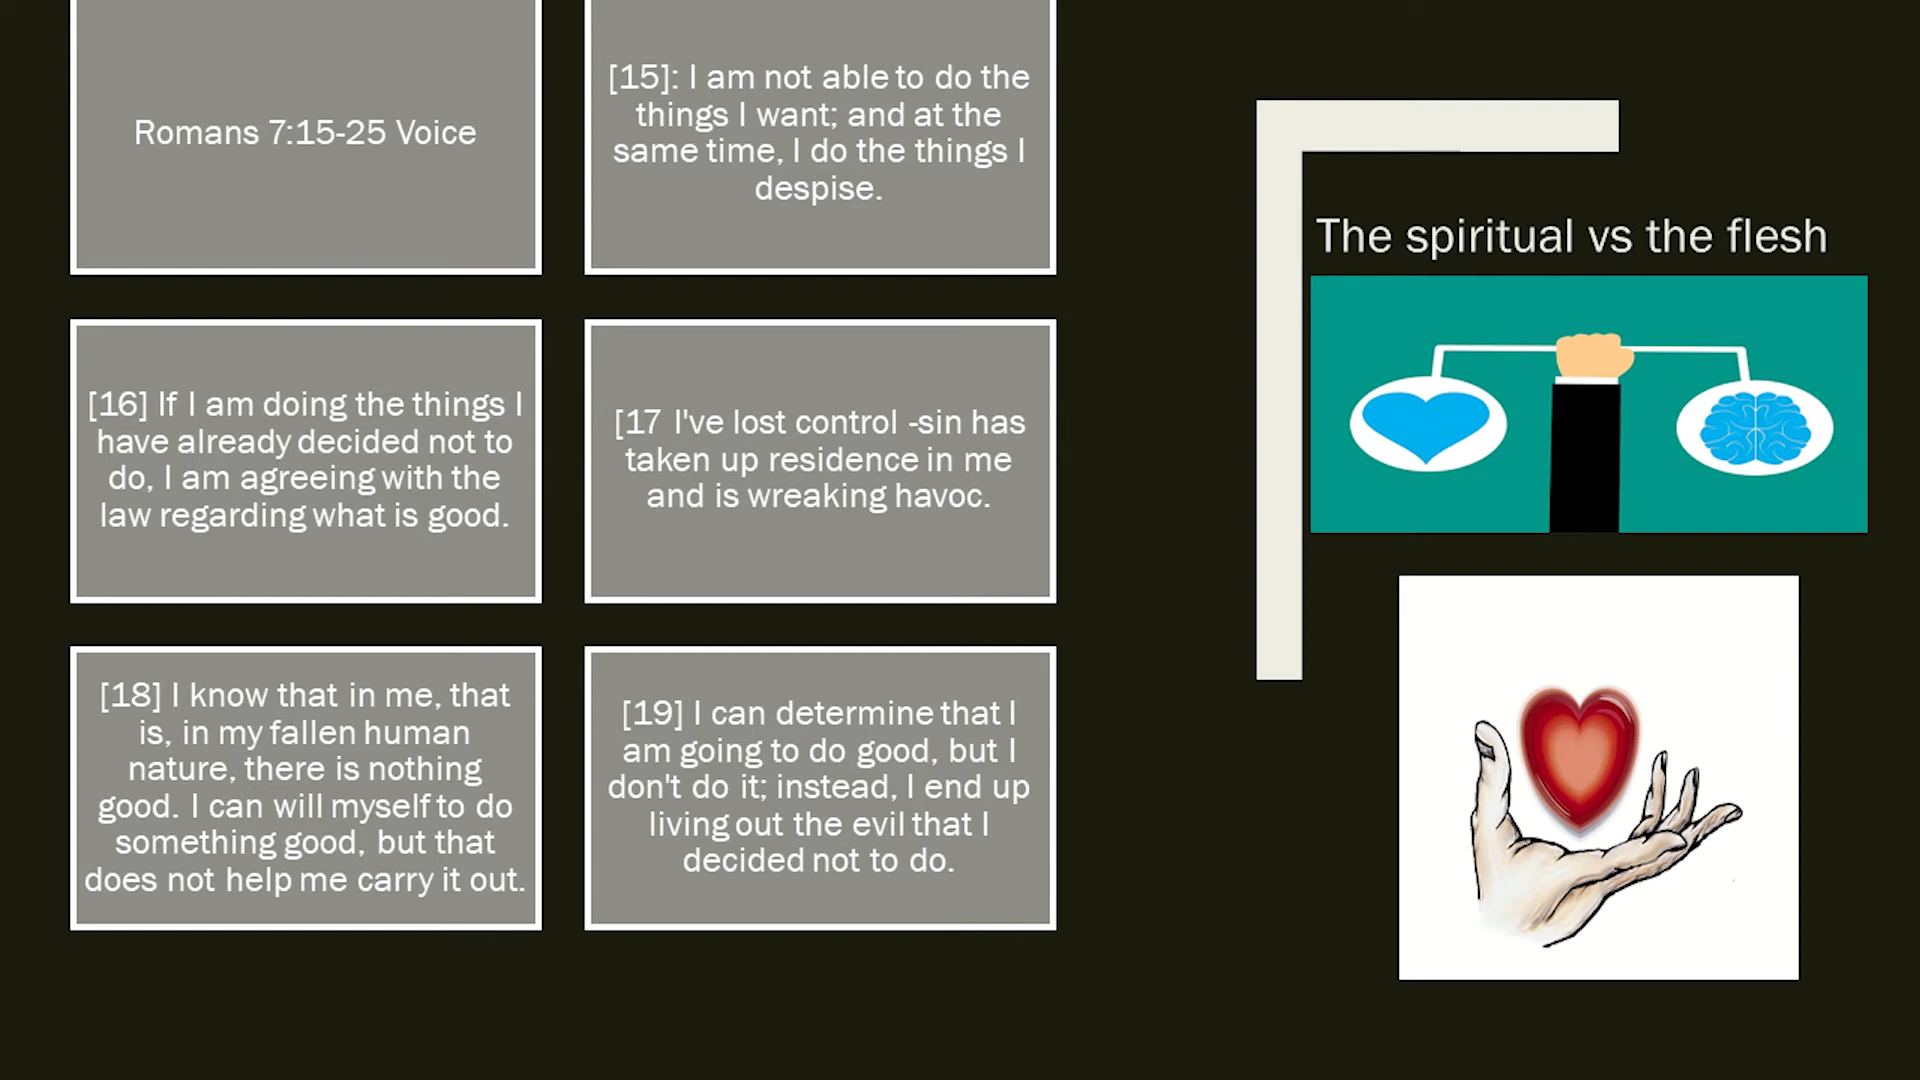 Romans 7:15-25 Voice
[15]: I am not able to do the
things I want; and at the
same time, I do the things I
despise.
[16] If I am doing the things I
have already decided not to
do, I am agreeing with the
law regarding what is good.
[17 I've lost control -sin has
taken up residence in me
and is wreaking havoc.
[18] I know that in me, that
is, in my fallen human
nature, there is nothing
good. I can will myself to do
something good, but that
does not help me carry it out.
[19] I can determine that I
am going to do good, but I
don't do it; instead, I end up
living out the evil that I
decided not to do.
The spiritual vs the flesh